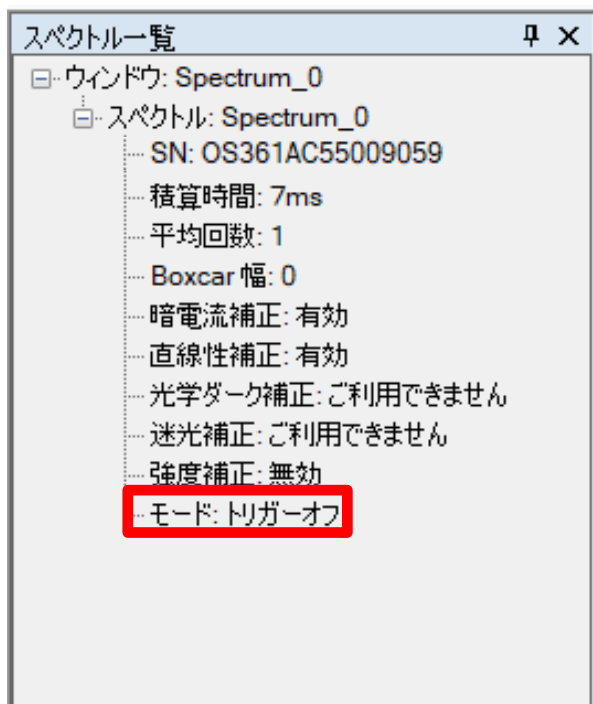 スペクトル一覧
ウィンドウ: Spectrum_0
スペクトル: Spectrum_0
SN: OS361AC55009059
積算時間: 7ms
平均回数: 1
Boxcar 幅: 0
暗電流補正: 有効
直線性補正: 有効
光学ダーク補正: ご利用できません
迷光補正: ご利用できません
強度補正: 無効
モード: トリガーオフ